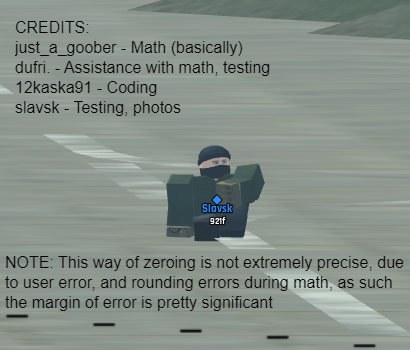 CREDITS:
just_a_goober - Math (basically)
dufri. - Assistance with math, testing
12kaska91 - Coding
slavsk - Testing, photos
Slavsk
921f
NOTE: This way of zeroing is not extremely precise, due
to user error, and rounding errors during math, as such
the margin of error is pretty significant